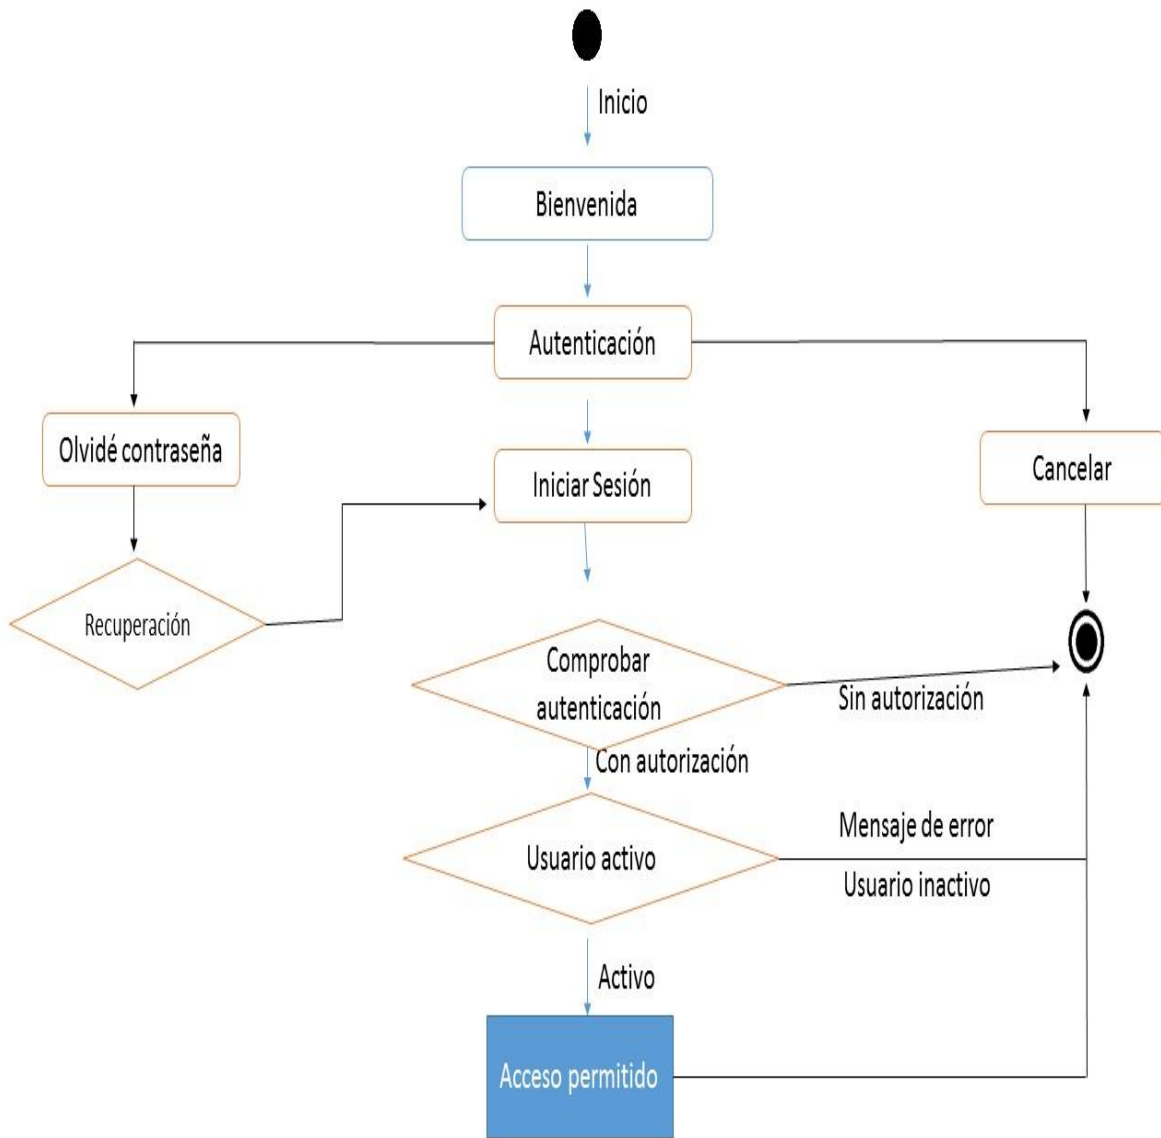 Inicio
Bienvenida
Autenticación
Olvidé contraseña
Iniciar Sesión
Cancelar
Recuperación
Comprobar
autenticación
Sin autorización
Con autorización
Mensaje de error
Usuario activo
Usuario inactivo
Activo
Acceso permitido